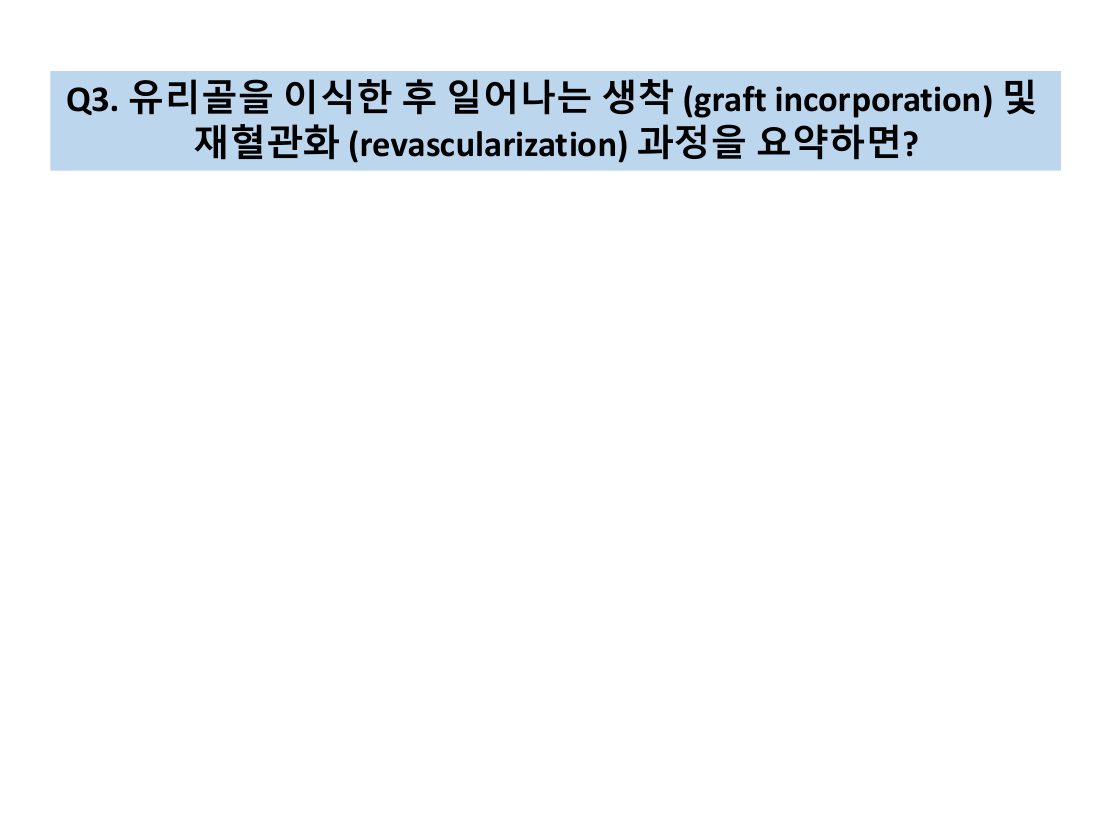 Q3. 유리골을 이식한 후 일어나는 생착 (graft incorporation) 및
재혈관화 (revascularization) 과정을 요약하면?